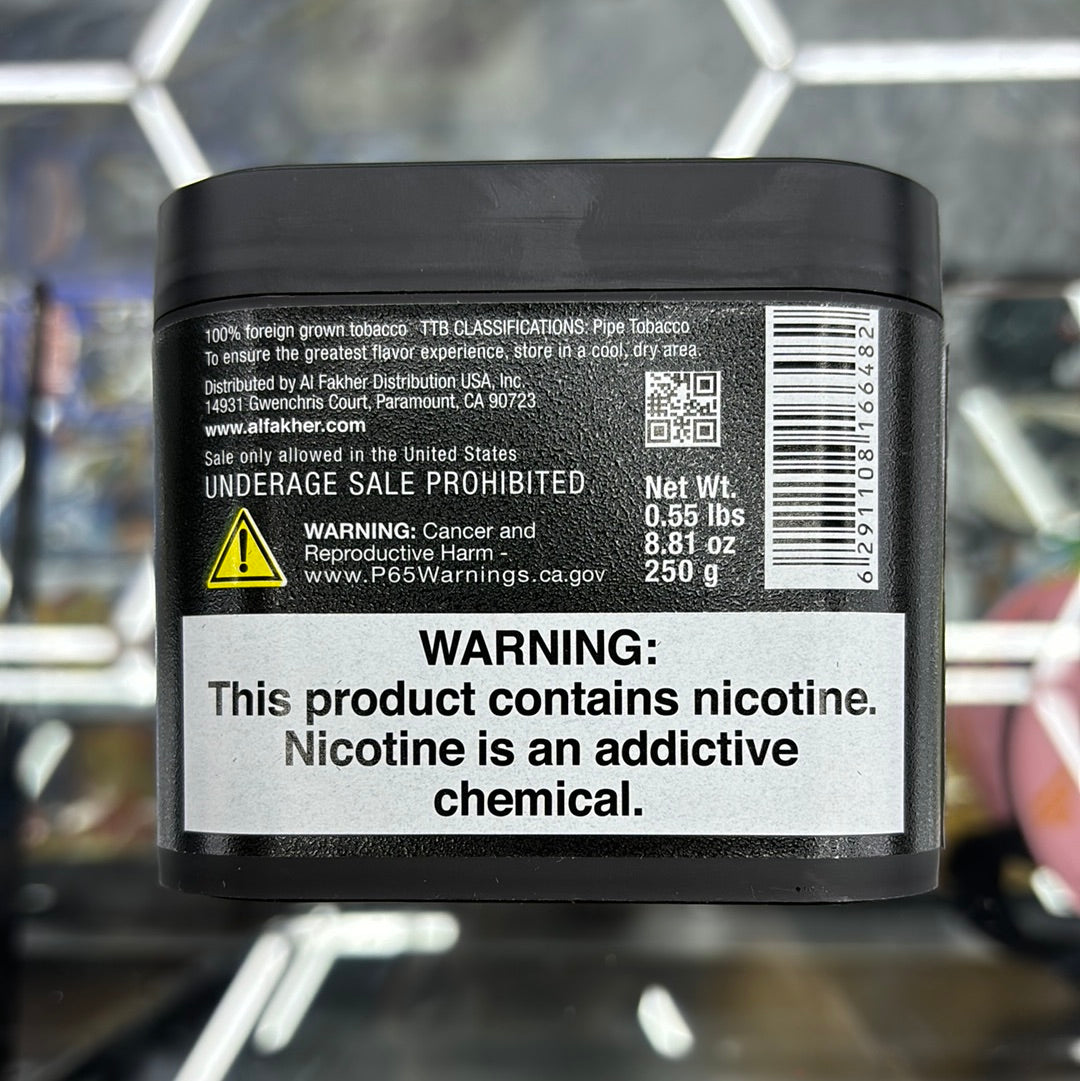 100% foreign grown tobacco TTB CLASSIFICATIONS: Pipe Tobacco
To ensure the greatest flavor experience, store in a cool, dry area.
Distributed by Al Fakher Distribution USA, Inc.
14931 Gwenchris Court, Paramount, CA 90723
www.alfakher.com
Sale only allowed in the United States
UNDERAGE SALE PROHIBITED
WARNING: Cancer and
Reproductive Harm -
www.P65Warnings.ca.gov
Net Wt.
0.55 lbs
8.81 oz
250 g
6 291108 166482
WARNING:
This product contains nicotine.
Nicotine is an addictive
chemical.